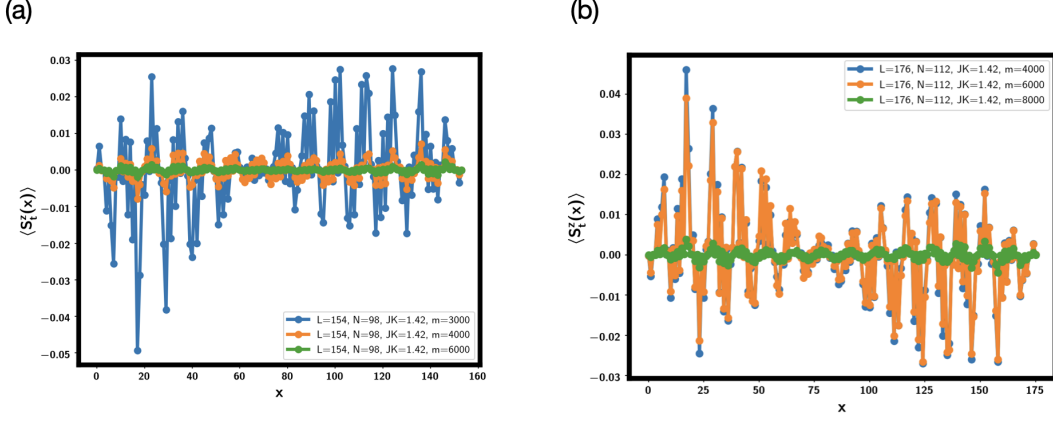 (a)
(b)
0.03
0.02
0.01
0.00
−0.01
−0.02
−0.03
−0.04
−0.05
⟨S_t^z(x)⟩
0 20 40 60 80 100 120 140 160
x
L=154, N=98, JK=1.42, m=3000
L=154, N=98, JK=1.42, m=4000
L=154, N=98, JK=1.42, m=6000
0.04
0.03
0.02
0.01
0.00
−0.01
−0.02
−0.03
⟨S_t^z(x)⟩
0 25 50 75 100 125 150 175
x
L=176, N=112, JK=1.42, m=4000
L=176, N=112, JK=1.42, m=6000
L=176, N=112, JK=1.42, m=8000